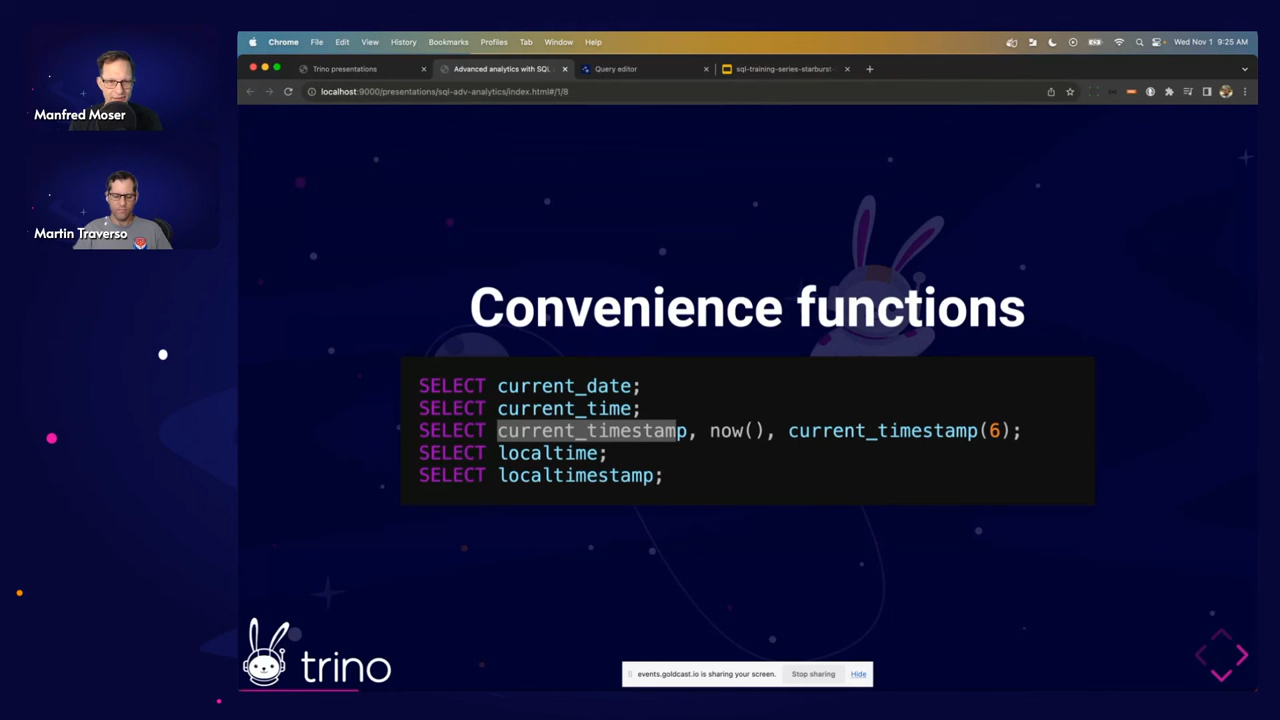 Chrome File Edit View History Bookmarks Profiles Tab Window Help Wed Nov 1 9:25 AM
Trino presentations
Advanced analytics with SQL
Query editor
sql-training-series-starburst
localhost:9000/presentations/sql-adv-analytics/index.html#/1/8
Manfred Moser
Martin Traverso
Convenience functions
SELECT current_date;
SELECT current_time;
SELECT current_timestamp, now(), current_timestamp(6);
SELECT localtime;
SELECT localtimestamp;
trino
events.goldcast.io is sharing your screen. Stop sharing Hide